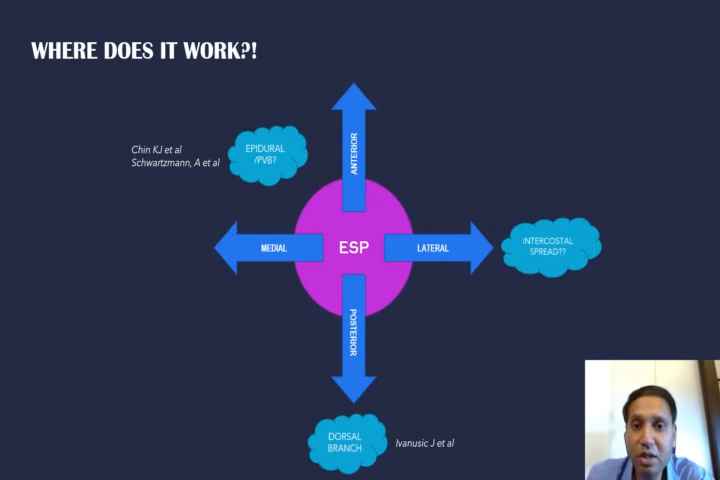 WHERE DOES IT WORK?!
ANTERIOR
Chin KJ et al
Schwartzmann, A et al
EPIDURAL
/PVB?
MEDIAL
ESP
LATERAL
INTERCOSTAL
SPREAD??
POSTERIOR
DORSAL
BRANCH
Ivanusic J et al